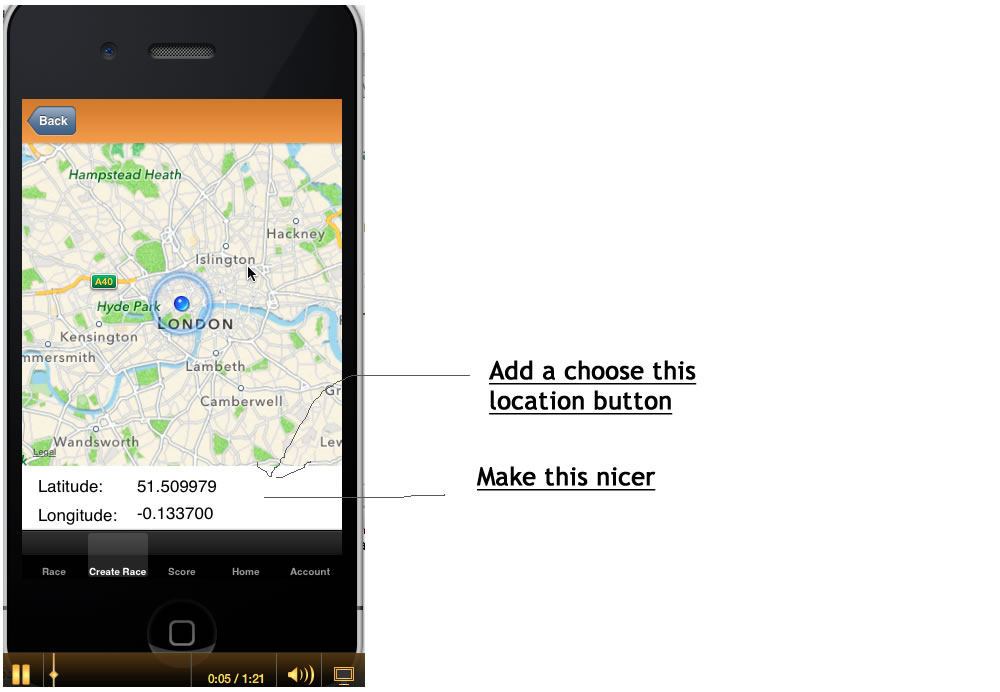 Back
Hampstead Heath
Hackney
Islington
A40
Hyde Park
LONDON
Kensington
mmersmith
Lambeth
Gr
Camberwell
Wandsworth
Lew
Legal
Add a choose this
location button
Make this nicer
Latitude: 51.509979
Longitude: -0.133700
Race Create Race Score Home Account
0:05 / 1:21